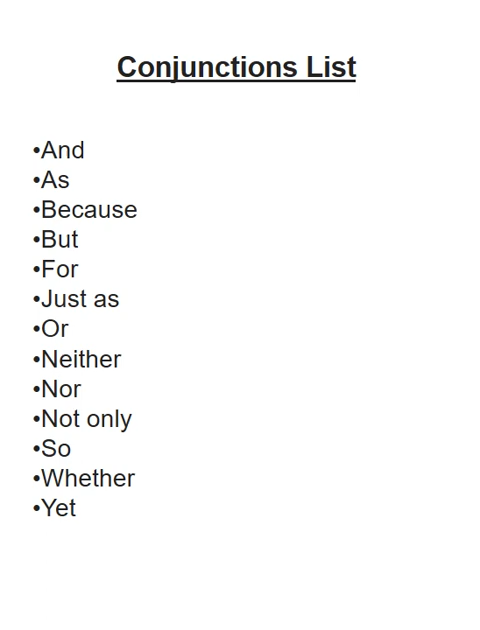 Conjunctions List
•And
•As
•Because
•But
•For
•Just as
•Or
•Neither
•Nor
•Not only
•So
•Whether
•Yet